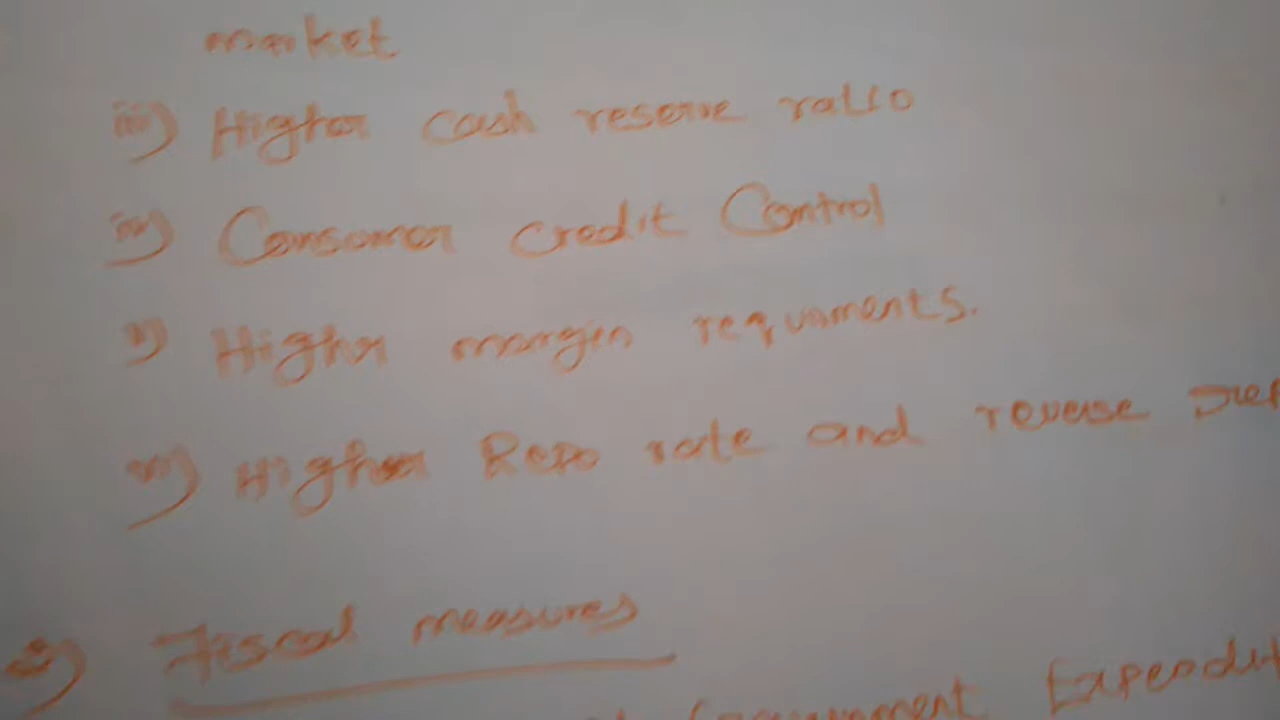 market
iii) Higher cash reserve ratio
iv) Consumer credit Control
v) Higher margin requirments.
vi) Higher Repo rate and reverse
2) Fiscal measures
Government Expendit